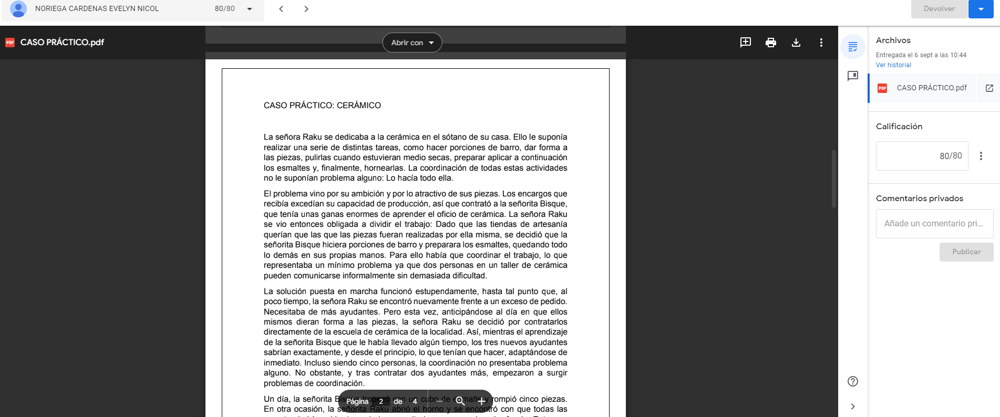 NORIEGA CARDENAS EVELYN NICOL
80/80
Devolver
PDF
CASO PRÁCTICO.pdf
Abrir con
CASO PRÁCTICO: CERÁMICO
La señora Raku se dedicaba a la cerámica en el sótano de su casa. Ello le suponía
realizar una serie de distintas tareas, como hacer porciones de barro, dar forma a
las piezas, pulirlas cuando estuvieran medio secas, preparar aplicar a continuación
los esmaltes y, finalmente, hornearlas. La coordinación de todas estas actividades
no le suponían problema alguno: Lo hacía todo ella.
El problema vino por su ambición y por lo atractivo de sus piezas. Los encargos que
recibía excedían su capacidad de producción, así que contrató a la señorita Bisque,
que tenía unas ganas enormes de aprender el oficio de cerámica. La señora Raku
se vio entonces obligada a dividir el trabajo: Dado que las tiendas de artesanía
querían que las que las piezas fueran realizadas por ella misma, se decidió que la
señorita Bisque hiciera porciones de barro y preparara los esmaltes, quedando todo
lo demás en sus propias manos. Para ello había que coordinar el trabajo, lo que
representaba un mínimo problema ya que dos personas en un taller de cerámica
pueden comunicarse informalmente sin demasiada dificultad.
La solución puesta en marcha funcionó estupendamente, hasta tal punto que, al
poco tiempo, la señora Raku se encontró nuevamente frente a un exceso de pedido.
Necesitaba de más ayudantes. Pero esta vez, anticipándose al día en que ellos
mismos dieran forma a las piezas, la señora Raku se decidió por contratarlos
directamente de la escuela de cerámica de la localidad. Así, mientras el aprendizaje
de la señorita Bisque que le había llevado algún tiempo, los tres nuevos ayudantes
sabrían exactamente, y desde el principio, lo que tenían que hacer, adaptándose de
inmediato. Incluso siendo cinco personas, la coordinación no presentaba problema
alguno. No obstante, y tras contratar dos ayudantes más, empezaron a surgir
problemas de coordinación.
Un día, la señorita Bisque tropezó con un cubo de esmalte y rompió cinco piezas.
En otra ocasión, la señorita Raku abrió el horno y se encontró con que todas las
Página 2 de 4
Archivos
Entregada el 6 sept a las 10:44
Ver historial
PDF
CASO PRÁCTICO.pdf
Calificación
80/80
Comentarios privados
Añade un comentario pri...
Publicar